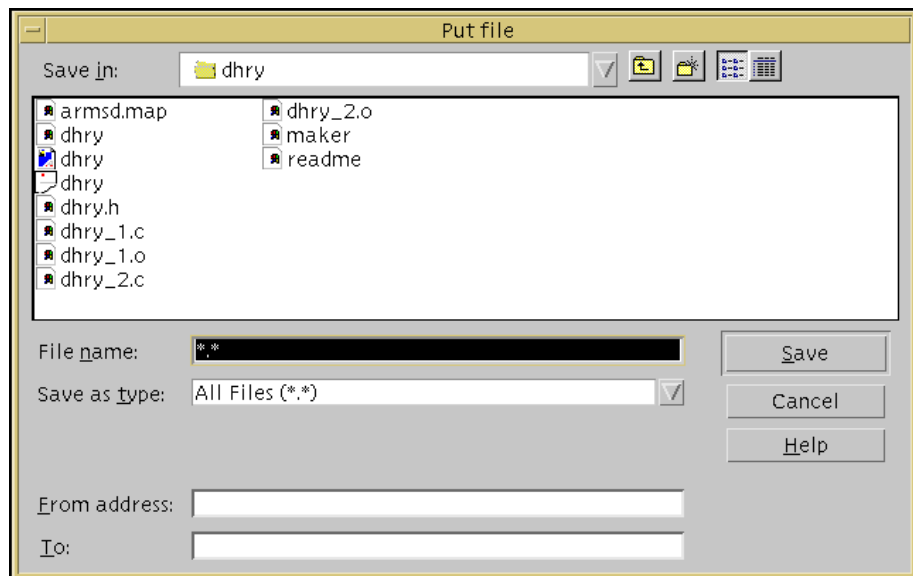 Put file
Save in:
dhry
armsd.map
dhry
dhry
dhry
dhry.h
dhry_1.c
dhry_1.o
dhry_2.c
dhry_2.o
maker
readme
File name:
*.*
Save
Save as type:
All Files (*.*)
Cancel
Help
From address:
To: